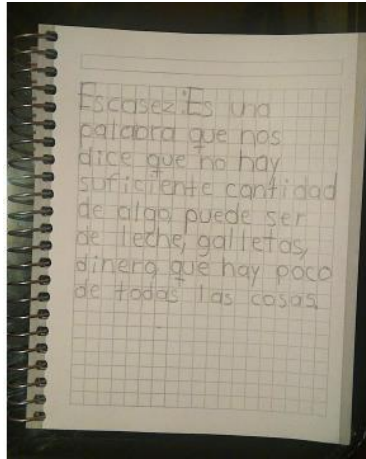 Escasez: Es una
palabra que nos
dice que no hay
suficiente cantidad
de algo, puede ser
de leche, galletas,
dinero, que hay poco
de todas las cosas.